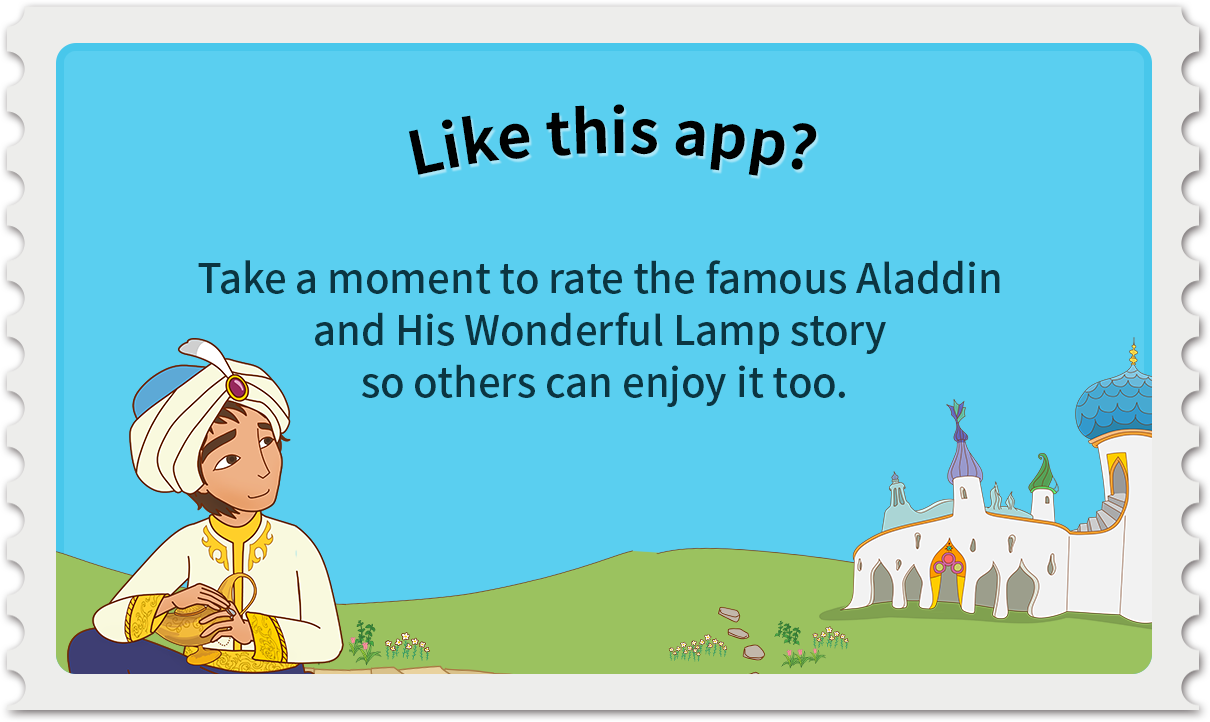 Like this app?
Take a moment to rate the famous Aladdin
and His Wonderful Lamp story
so others can enjoy it too.